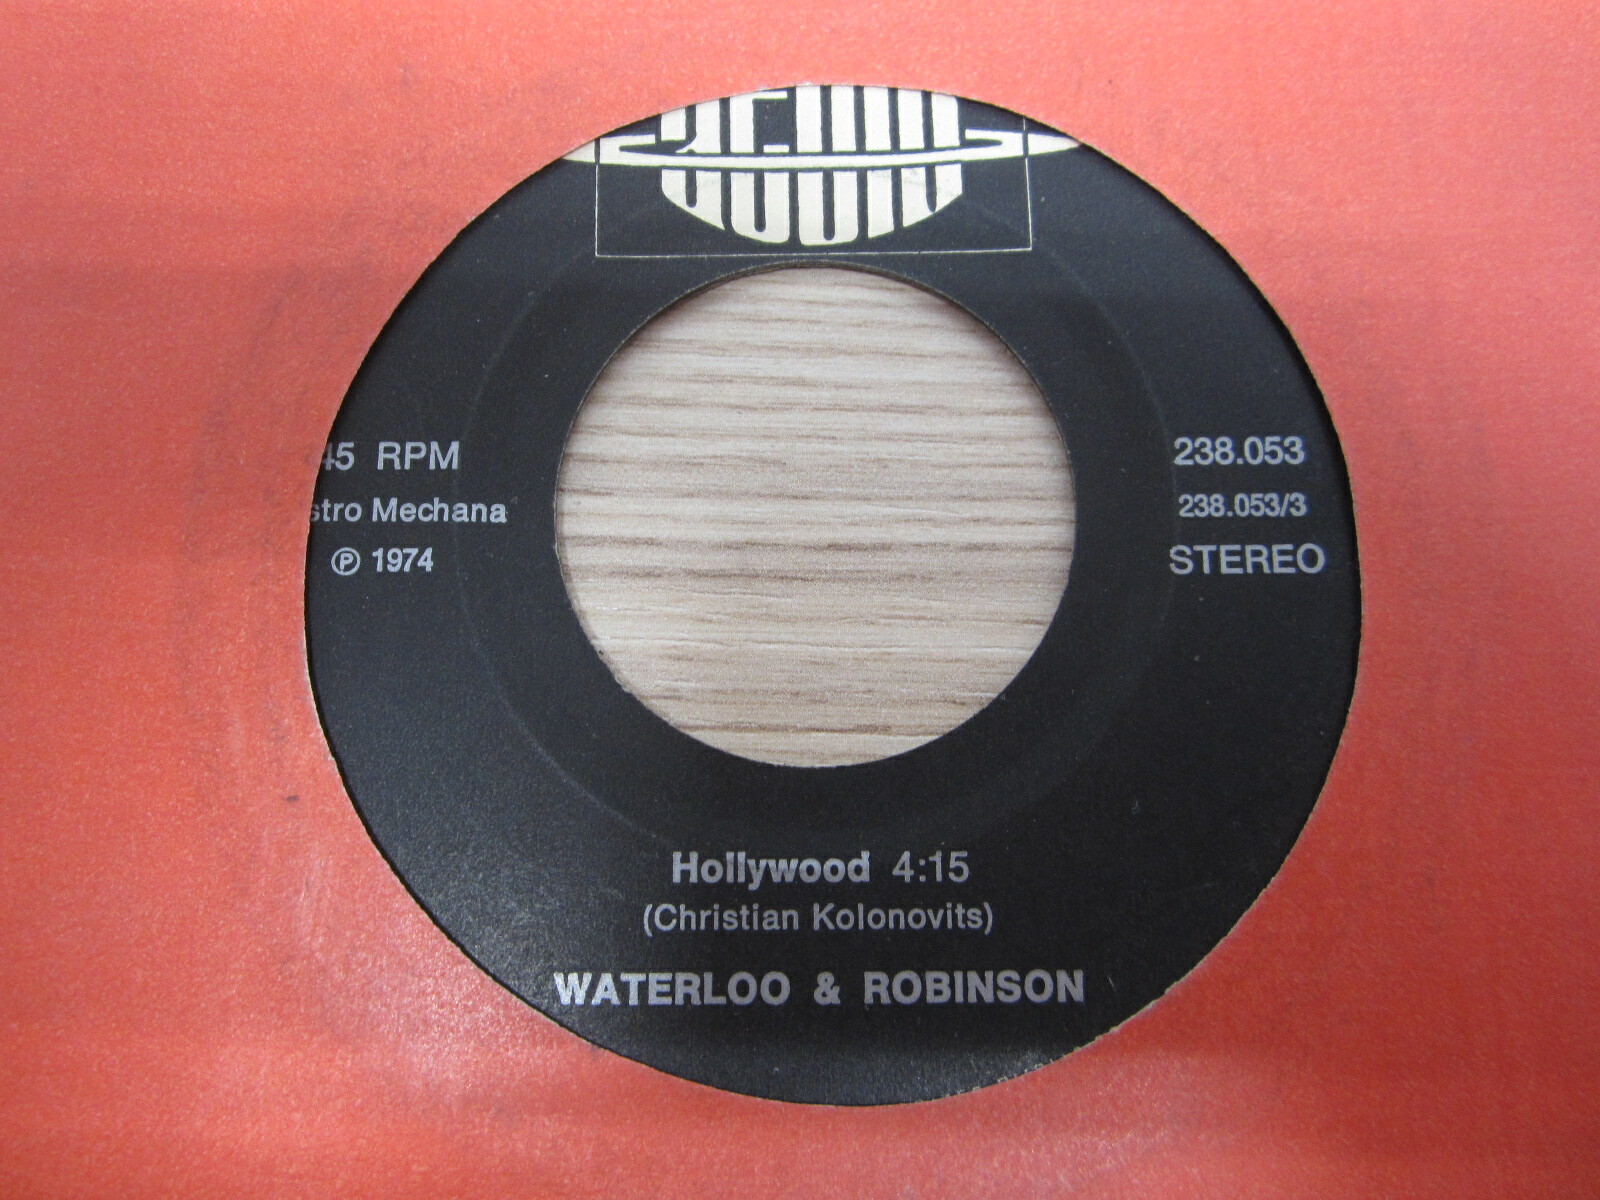 45 RPM
stro Mechana
℗ 1974
238.053
238.053/3
STEREO
Hollywood 4:15
(Christian Kolonovits)
WATERLOO & ROBINSON